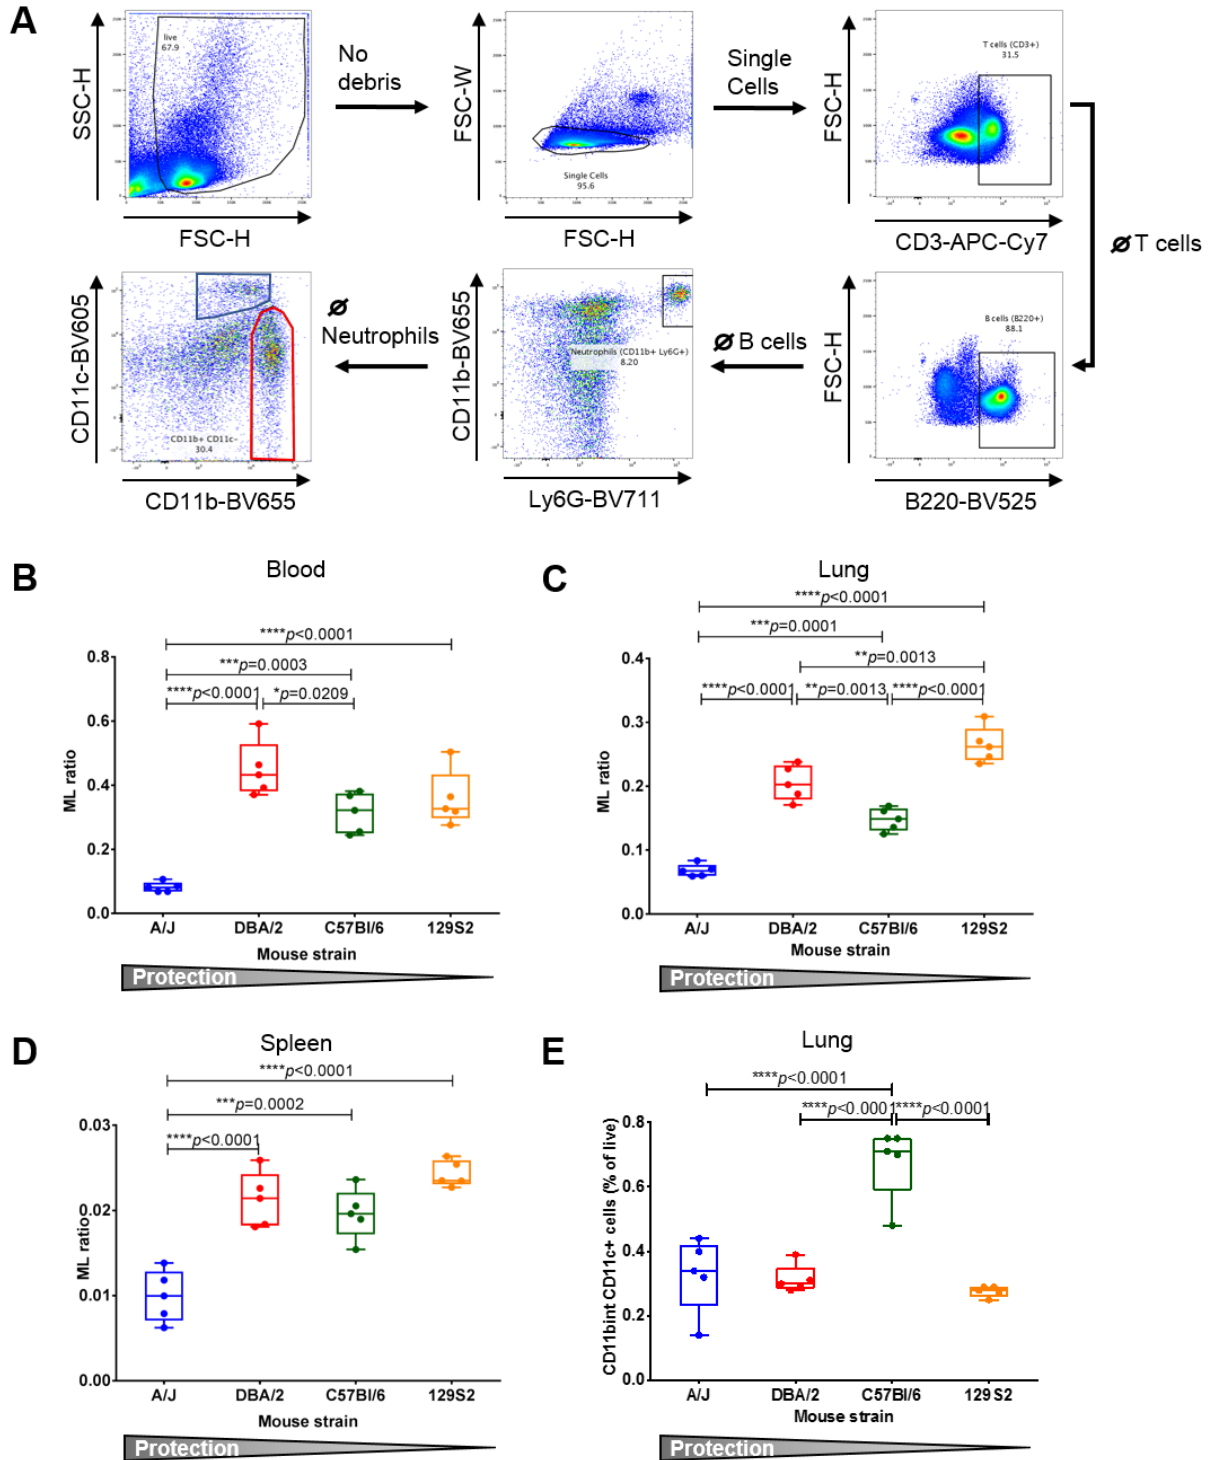 A
SSC-H
live
67.9
FSC-H
No
debris
FSC-W
Single Cells
95.6
FSC-H
Single
Cells
FSC-H
T cells (CD3+)
31.5
CD3-APC-Cy7
Ø T cells
CD11c-BV605
CD11b+ CD11c-
30.4
CD11b-BV655
Ø
Neutrophils
CD11b-BV655
Neutrophils (CD11b+ Ly6G+)
8.20
Ly6G-BV711
Ø B cells
FSC-H
B cells (B220+)
88.1
B220-BV525
B
Blood
****p<0.0001
***p=0.0003
****p<0.0001 *p=0.0209
ML ratio
0.8
0.6
0.4
0.2
0.0
A/J DBA/2 C57Bl/6 129S2
Mouse strain
Protection
C
Lung
****p<0.0001
***p=0.0001
**p=0.0013
****p<0.0001 **p=0.0013 ****p<0.0001
ML ratio
0.4
0.3
0.2
0.1
0.0
A/J DBA/2 C57Bl/6 129S2
Mouse strain
Protection
D
Spleen
****p<0.0001
***p=0.0002
****p<0.0001
ML ratio
0.03
0.02
0.01
0.00
A/J DBA/2 C57Bl/6 129S2
Mouse strain
Protection
E
Lung
****p<0.0001
****p<0.0001 ****p<0.0001
CD11bint CD11c+ cells (% of live)
0.8
0.6
0.4
0.2
0.0
A/J DBA/2 C57Bl/6 129S2
Mouse strain
Protection